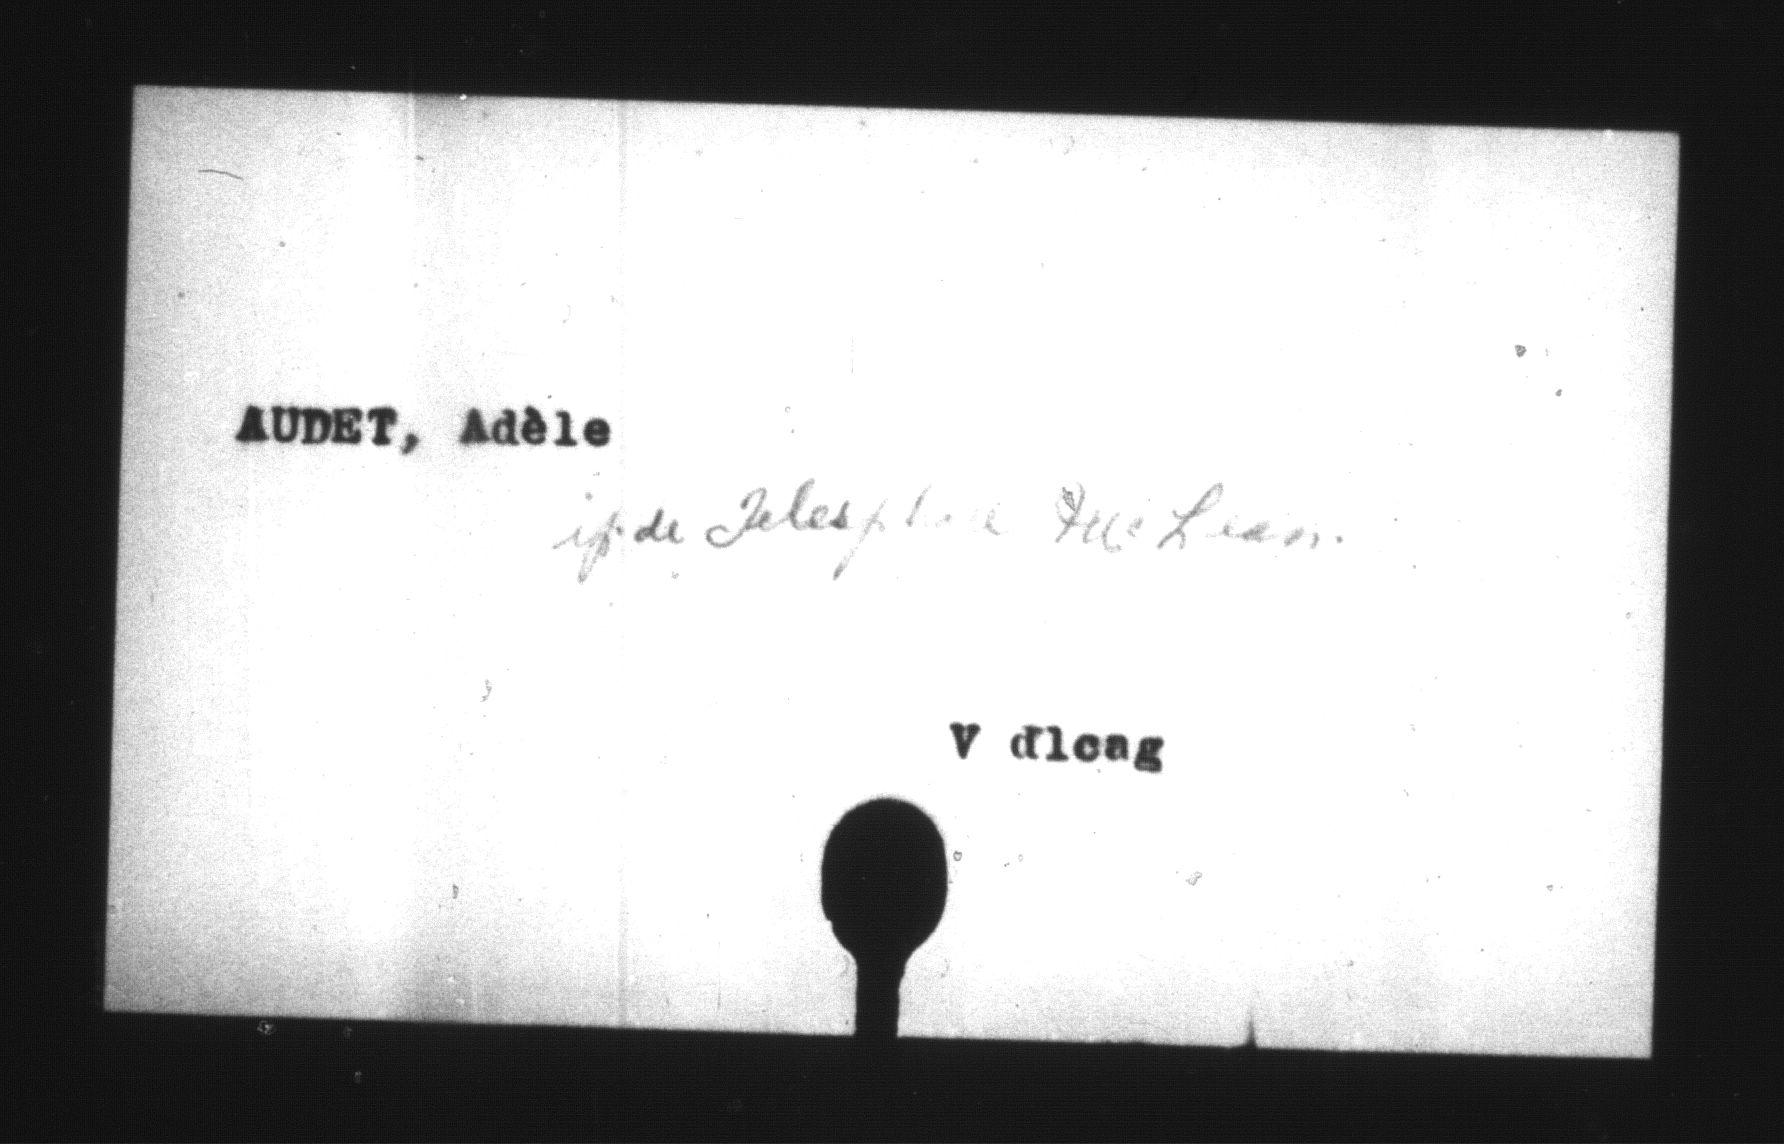 AUDET, Adèle
ép. de Telesphore McLean.
V dlcag